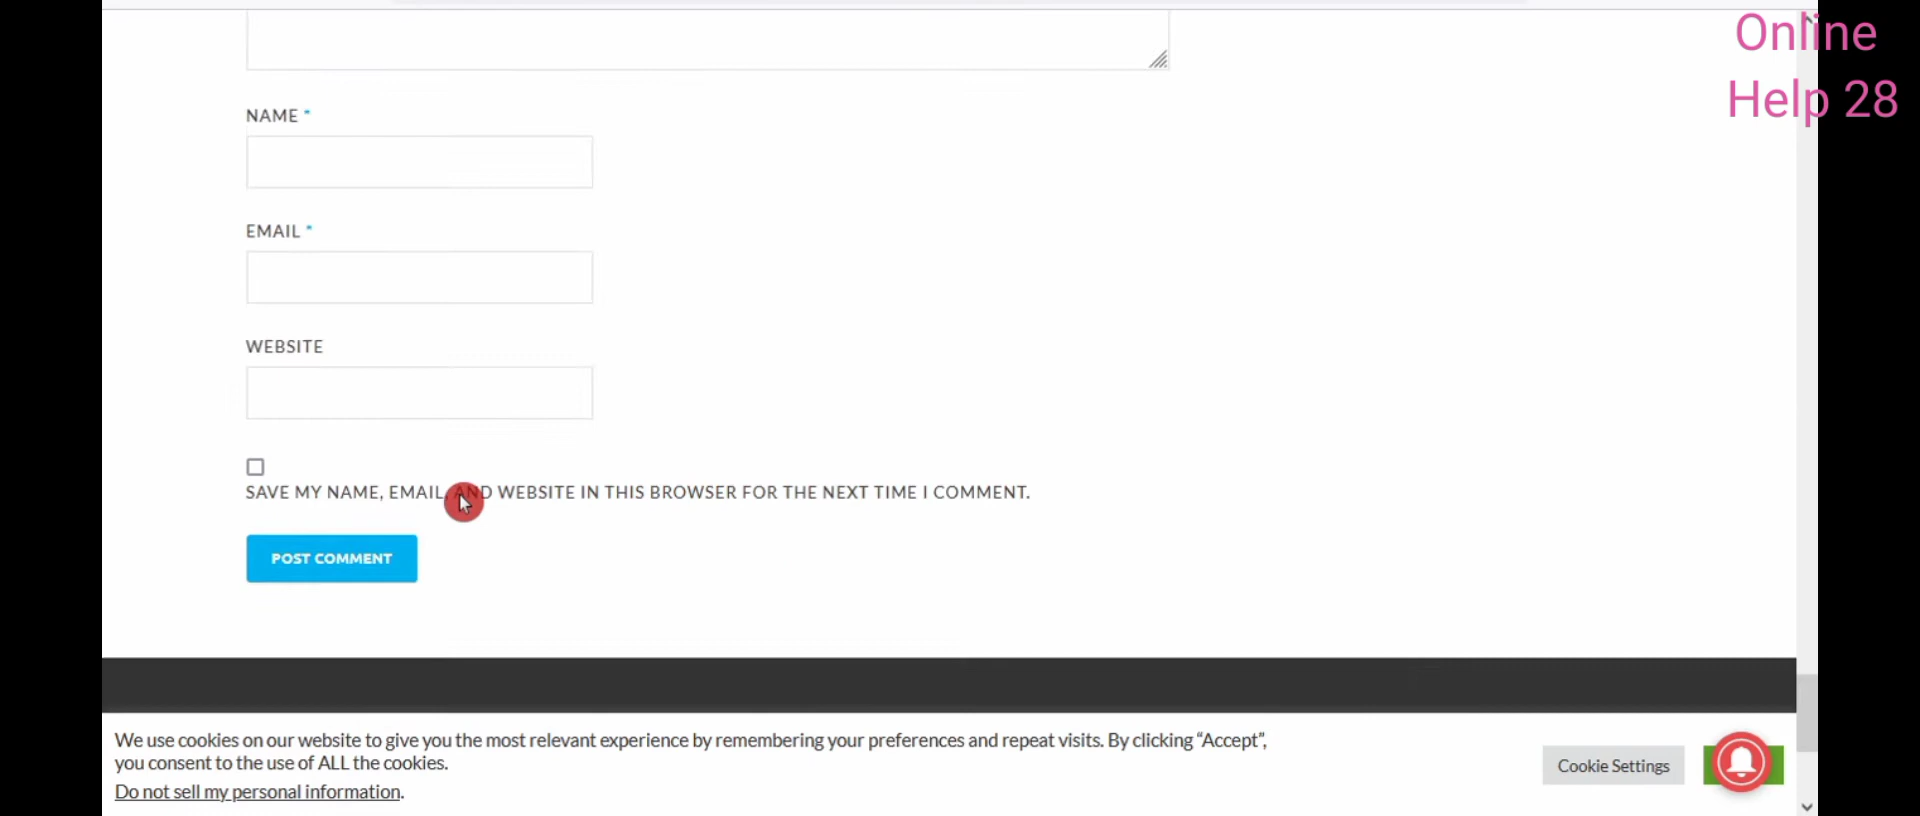 Online
Help 28
NAME *
EMAIL *
WEBSITE
SAVE MY NAME, EMAIL, AND WEBSITE IN THIS BROWSER FOR THE NEXT TIME I COMMENT.
POST COMMENT
We use cookies on our website to give you the most relevant experience by remembering your preferences and repeat visits. By clicking “Accept”,
you consent to the use of ALL the cookies.
Do not sell my personal information.
Cookie Settings